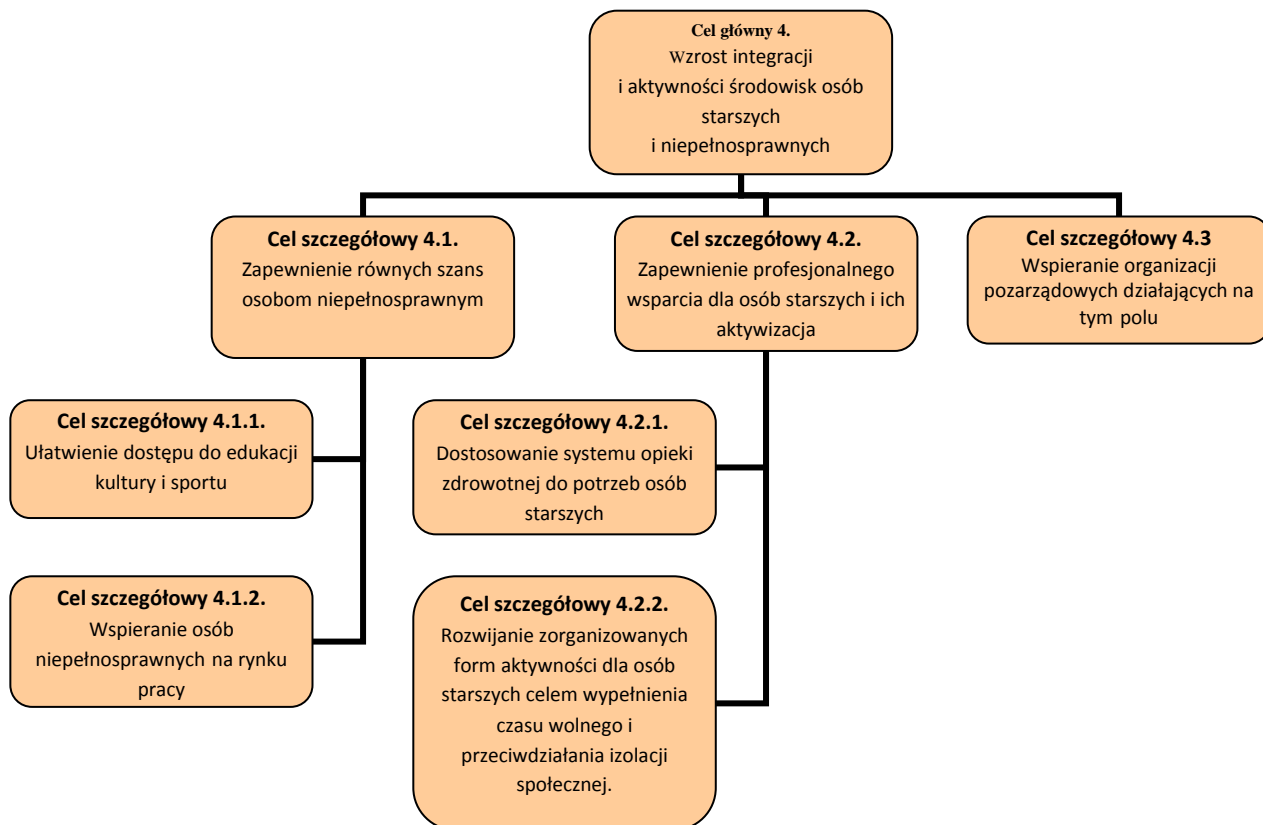 Cel główny 4.
Wzrost integracji
i aktywności środowisk osób
starszych
i niepełnosprawnych
Cel szczegółowy 4.1.
Zapewnienie równych szans
osobom niepełnosprawnym
Cel szczegółowy 4.2.
Zapewnienie profesjonalnego
wsparcia dla osób starszych i ich
aktywizacja
Cel szczegółowy 4.3
Wspieranie organizacji
pozarządowych działających na
tym polu
Cel szczegółowy 4.1.1.
Ułatwienie dostępu do edukacji
kultury i sportu
Cel szczegółowy 4.2.1.
Dostosowanie systemu opieki
zdrowotnej do potrzeb osób
starszych
Cel szczegółowy 4.1.2.
Wspieranie osób
niepełnosprawnych na rynku
pracy
Cel szczegółowy 4.2.2.
Rozwijanie zorganizowanych
form aktywności dla osób
starszych celem wypełnienia
czasu wolnego i
przeciwdziałania izolacji
społecznej.